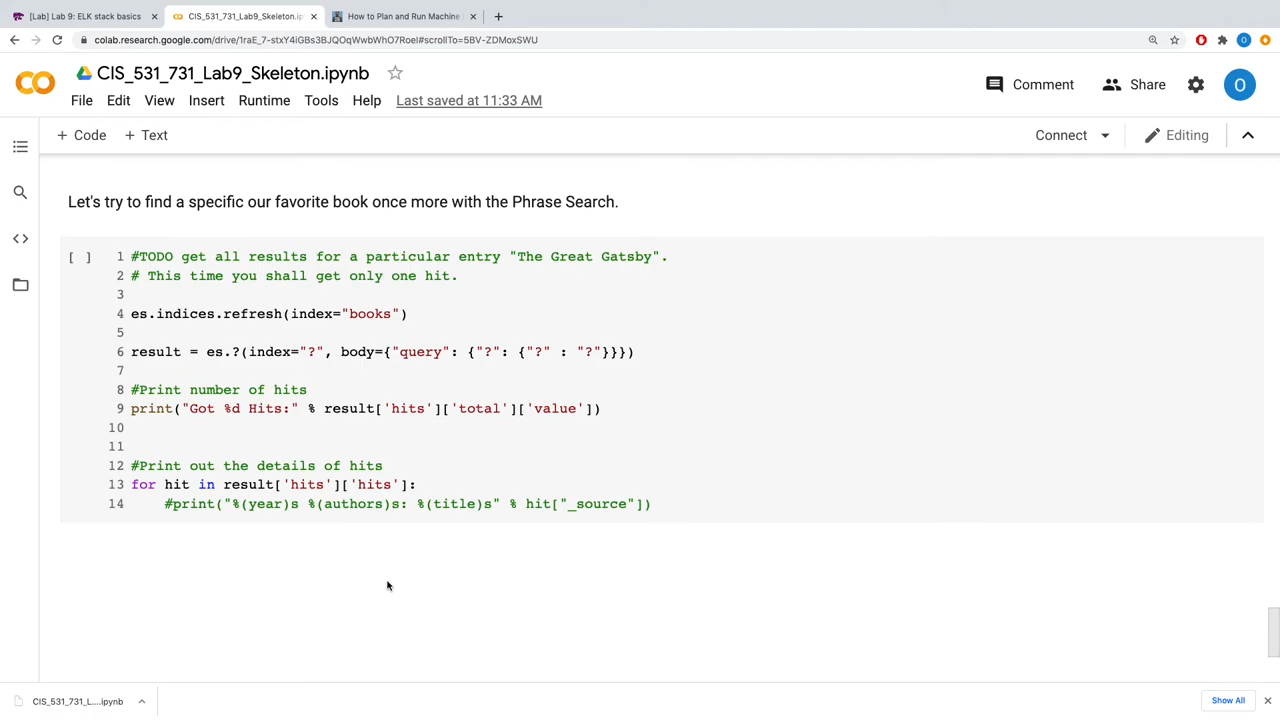 [Lab] Lab 9: ELK stack basics
CIS_531_731_Lab9_Skeleton.ip
How to Plan and Run Machine
colab.research.google.com/drive/1raE_7-stxY4iGBs3BJQOqWwbWhO7Roel#scrollTo=5BV-ZDMoxSWU
CIS_531_731_Lab9_Skeleton.ipynb
Comment
Share
O
File Edit View Insert Runtime Tools Help Last saved at 11:33 AM
+ Code + Text
Connect
Editing
Let's try to find a specific our favorite book once more with the Phrase Search.
[ ] 1 #TODO get all results for a particular entry "The Great Gatsby".
2 # This time you shall get only one hit.
3
4 es.indices.refresh(index="books")
5
6 result = es.?(index="?", body={"query": {"?": {"?" : "?"}}})
7
8 #Print number of hits
9 print("Got %d Hits:" % result['hits']['total']['value'])
10
11
12 #Print out the details of hits
13 for hit in result['hits']['hits']:
14 #print("%(year)s %(authors)s: %(title)s" % hit["_source"])
CIS_531_731_L....ipynb
Show All